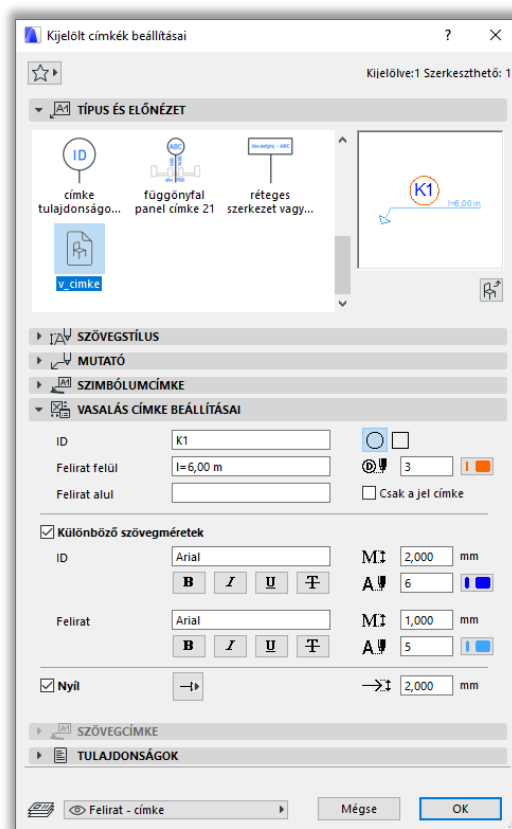 Kijelölt címkék beállításai
?
Kijelölve:1 Szerkeszthető: 1
TÍPUS ÉS ELŐNÉZET
ID
ABC
Abcdefghij - ABC
címke tulajdonságo...
függönyfal panel címke 21
réteges szerkezet vagy...
v_cimke
K1
l=6,00 m
SZÖVEGSTÍLUS
MUTATÓ
SZIMBÓLUMCÍMKE
VASALÁS CÍMKE BEÁLLÍTÁSAI
ID
K1
Felirat felül
l=6,00 m
3
Felirat alul
Csak a jel címke
Különböző szövegméretek
ID
Arial
2,000
mm
B
I
U
T
6
Felirat
Arial
1,000
mm
B
I
U
T
5
Nyíl
2,000
mm
SZÖVEGCÍMKE
TULAJDONSÁGOK
Felirat - címke
Mégse
OK